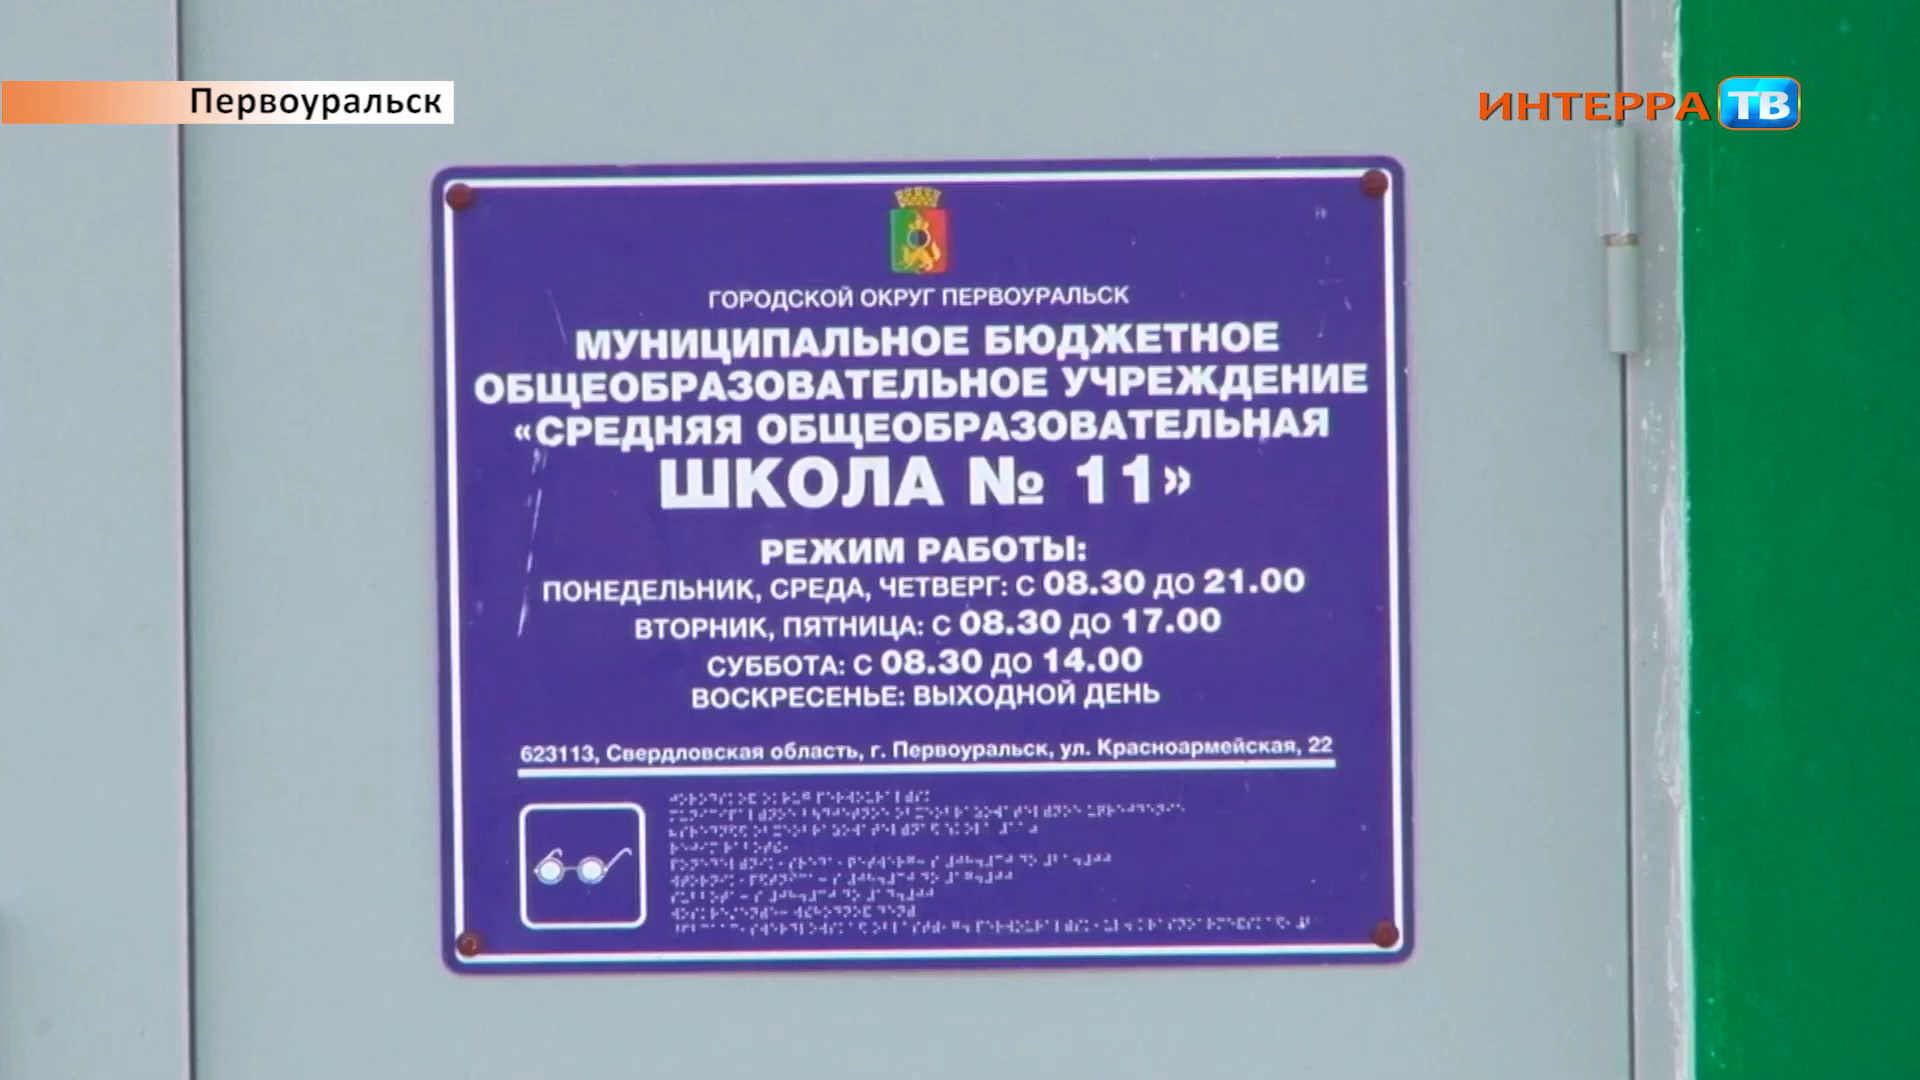 Первоуральск
ИНТЕРРА ТВ
ГОРОДСКОЙ ОКРУГ ПЕРВОУРАЛЬСК
МУНИЦИПАЛЬНОЕ БЮДЖЕТНОЕ
ОБЩЕОБРАЗОВАТЕЛЬНОЕ УЧРЕЖДЕНИЕ
«СРЕДНЯЯ ОБЩЕОБРАЗОВАТЕЛЬНАЯ
ШКОЛА № 11»
РЕЖИМ РАБОТЫ:
ПОНЕДЕЛЬНИК, СРЕДА, ЧЕТВЕРГ: С 08.30 ДО 21.00
ВТОРНИК, ПЯТНИЦА: С 08.30 ДО 17.00
СУББОТА: С 08.30 ДО 14.00
ВОСКРЕСЕНЬЕ: ВЫХОДНОЙ ДЕНЬ
623113, Свердловская область, г. Первоуральск, ул. Красноармейская, 22